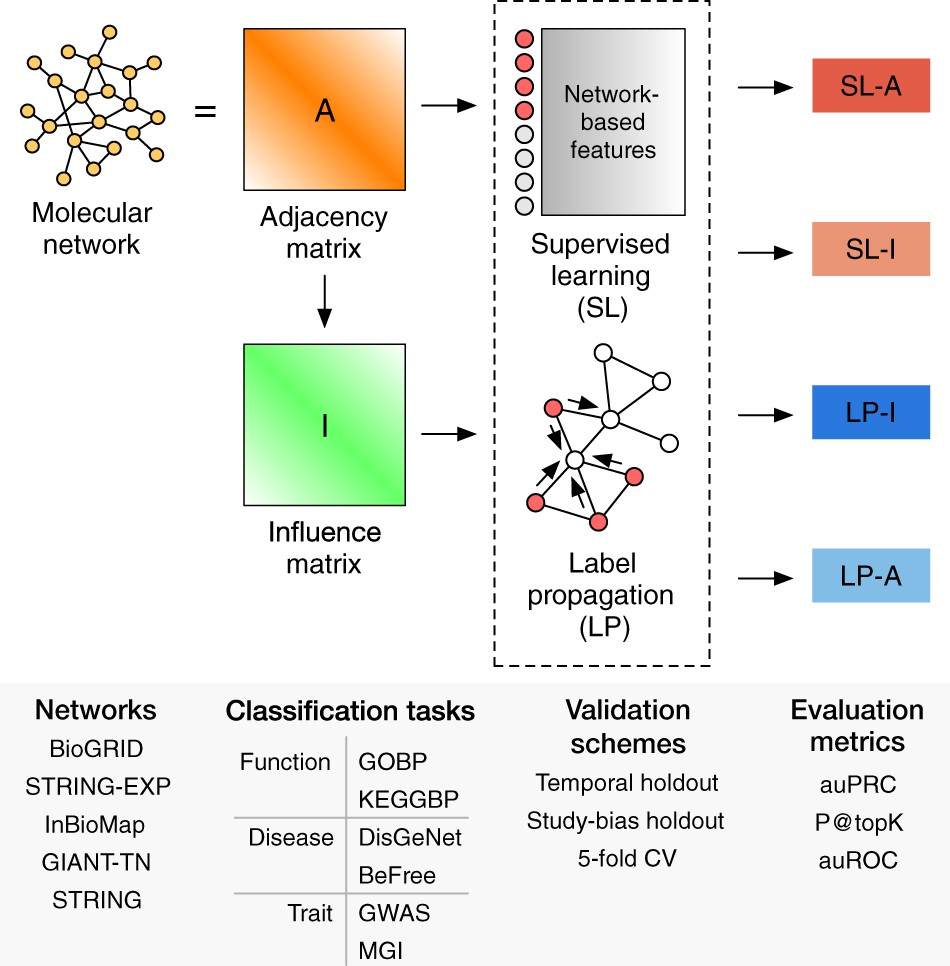 Molecular
network
=
A
Adjacency
matrix
I
Influence
matrix
Network-
based
features
Supervised
learning
(SL)
Label
propagation
(LP)
SL-A
SL-I
LP-I
LP-A
Networks
BioGRID
STRING-EXP
InBioMap
GIANT-TN
STRING
Classification tasks
Function
GOBP
KEGGBP
Disease
DisGeNet
BeFree
Trait
GWAS
MGI
Validation
schemes
Temporal holdout
Study-bias holdout
5-fold CV
Evaluation
metrics
auPRC
P@topK
auROC